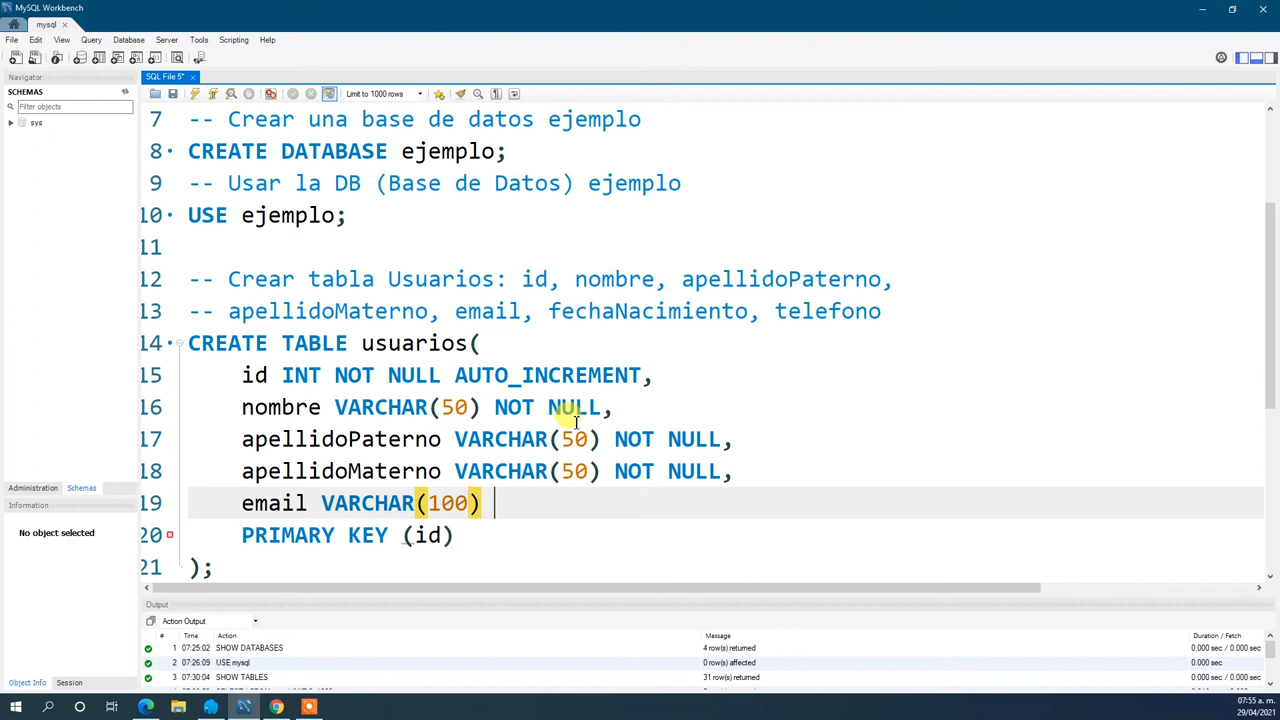 MySQL Workbench
mysql
File Edit View Query Database Server Tools Scripting Help
Navigator
SCHEMAS
Filter objects
sys
Administration Schemas
Information
No object selected
Object Info Session
SQL File 5*
Limit to 1000 rows
7 -- Crear una base de datos ejemplo
8 CREATE DATABASE ejemplo;
9 -- Usar la DB (Base de Datos) ejemplo
10 USE ejemplo;
11
12 -- Crear tabla Usuarios: id, nombre, apellidoPaterno,
13 -- apellidoMaterno, email, fechaNacimiento, telefono
14 CREATE TABLE usuarios(
15 id INT NOT NULL AUTO_INCREMENT,
16 nombre VARCHAR(50) NOT NULL,
17 apellidoPaterno VARCHAR(50) NOT NULL,
18 apellidoMaterno VARCHAR(50) NOT NULL,
19 email VARCHAR(100)
20 PRIMARY KEY (id)
21 );
Output
Action Output
# Time Action Message Duration / Fetch
1 07:25:02 SHOW DATABASES 4 row(s) returned 0.000 sec / 0.000 sec
2 07:26:09 USE mysql 0 row(s) affected 0.000 sec
3 07:30:04 SHOW TABLES 31 row(s) returned 0.000 sec / 0.000 sec
07:55 a. m.
29/04/2021